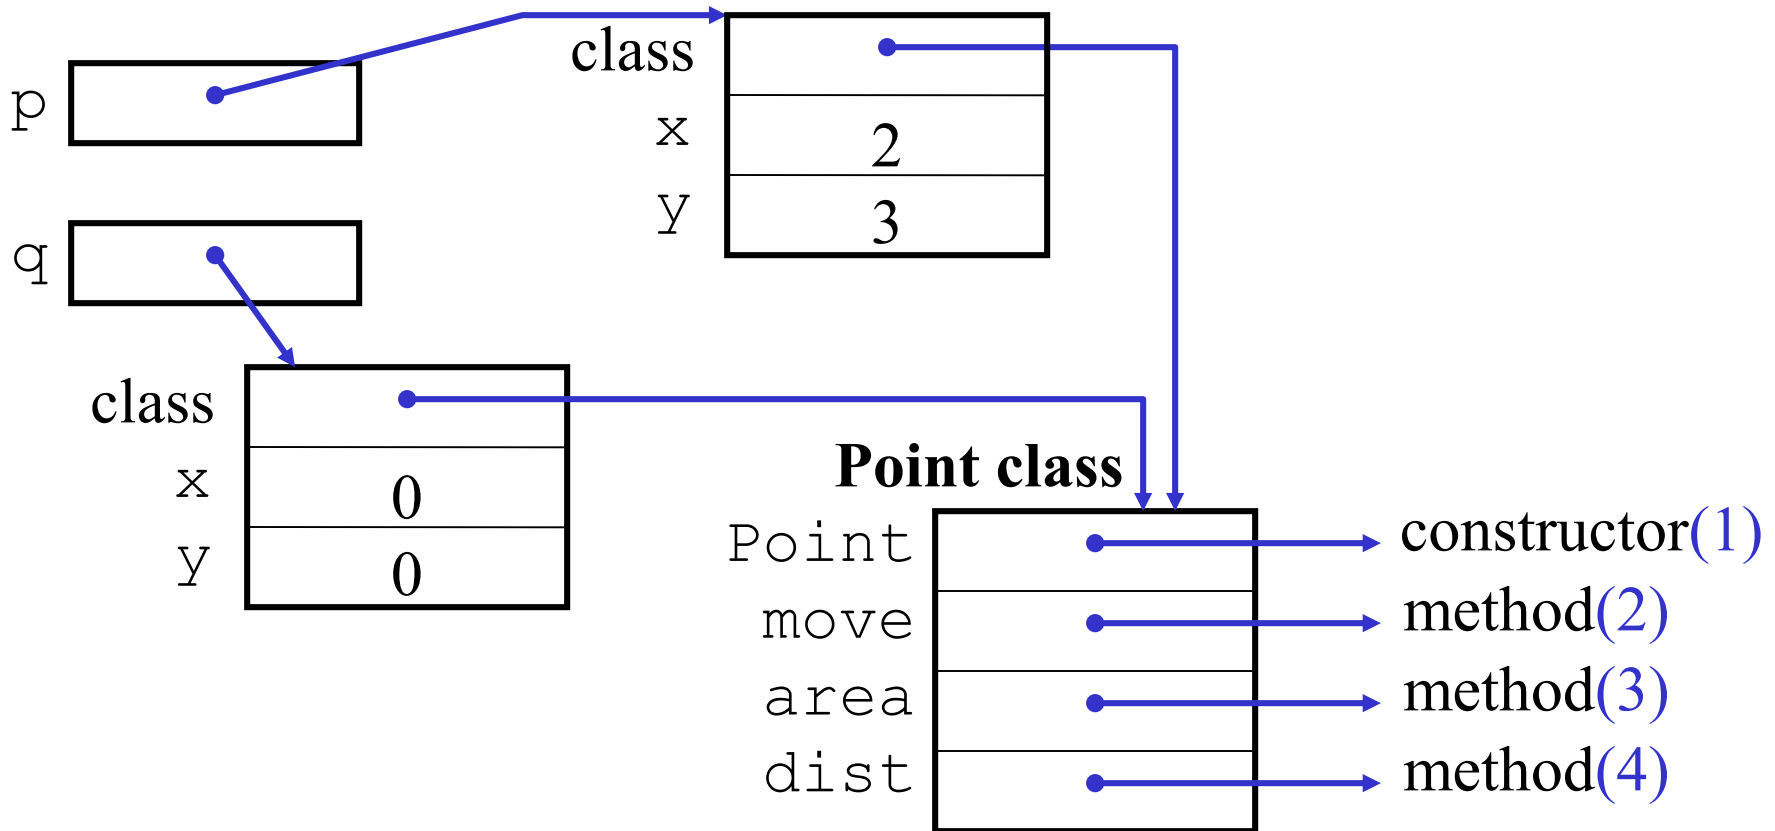 p
class
x 2
y 3
q
class
x 0
y 0
Point class
Point constructor(1)
move method(2)
area method(3)
dist method(4)